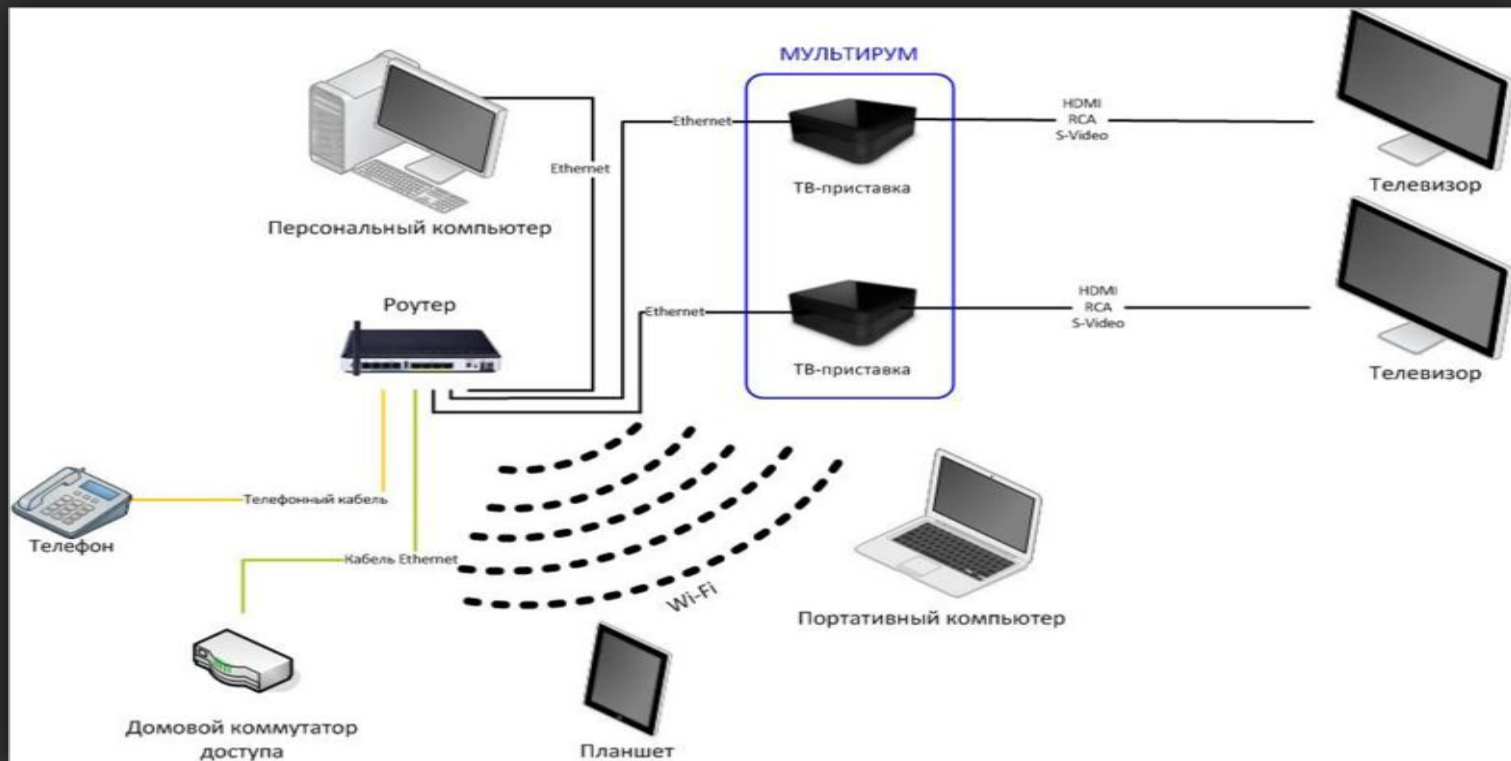 МУЛЬТИРУМ
Ethernet
HDMI
RCA
S-Video
Ethernet
ТВ-приставка
Телевизор
Персональный компьютер
Роутер
Ethernet
HDMI
RCA
S-Video
ТВ-приставка
Телевизор
Телефонный кабель
Телефон
Кабель Ethernet
Wi-Fi
Портативный компьютер
Домовой коммутатор
доступа
Планшет